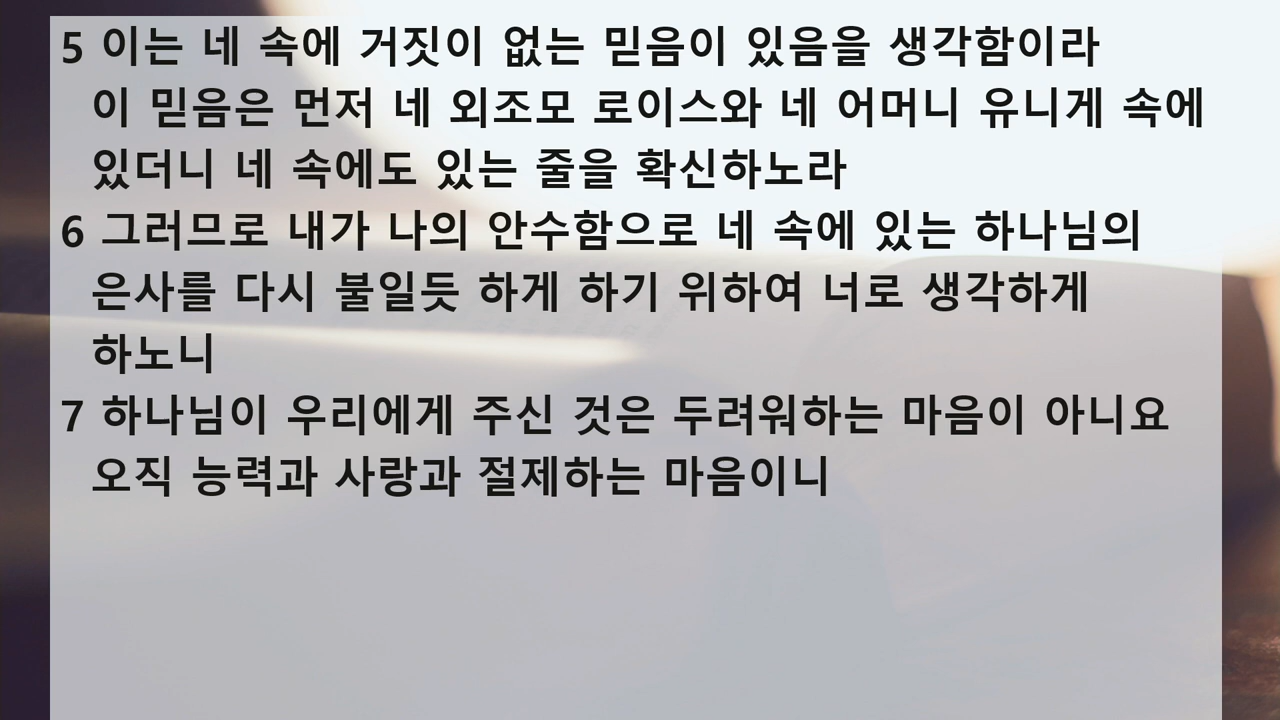 5 이는 네 속에 거짓이 없는 믿음이 있음을 생각함이라
이 믿음은 먼저 네 외조모 로이스와 네 어머니 유니게 속에
있더니 네 속에도 있는 줄을 확신하노라
6 그러므로 내가 나의 안수함으로 네 속에 있는 하나님의
은사를 다시 불일듯 하게 하기 위하여 너로 생각하게
하노니
7 하나님이 우리에게 주신 것은 두려워하는 마음이 아니요
오직 능력과 사랑과 절제하는 마음이니